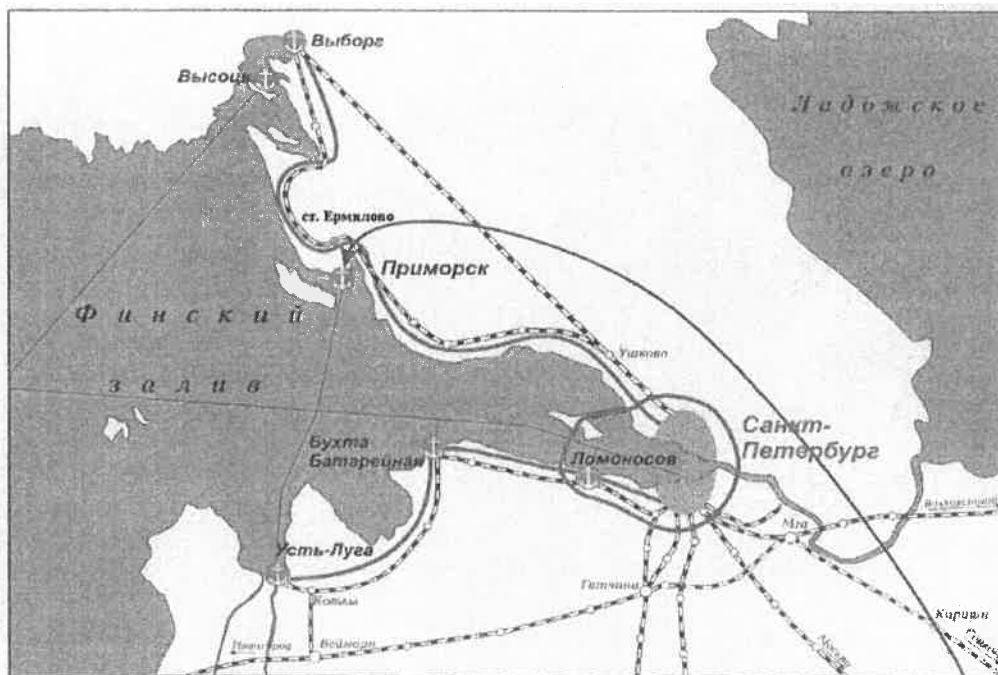 Выборг
Высоцк
Ладожское
озеро
ст. Ермилово
Приморск
Финский
залив
Ушково
Санкт-
Петербург
Бухта
Батарейная
Ломоносов
Мга
Усть-Луга
Гатчина
Котлы
Веймарн
Кириши